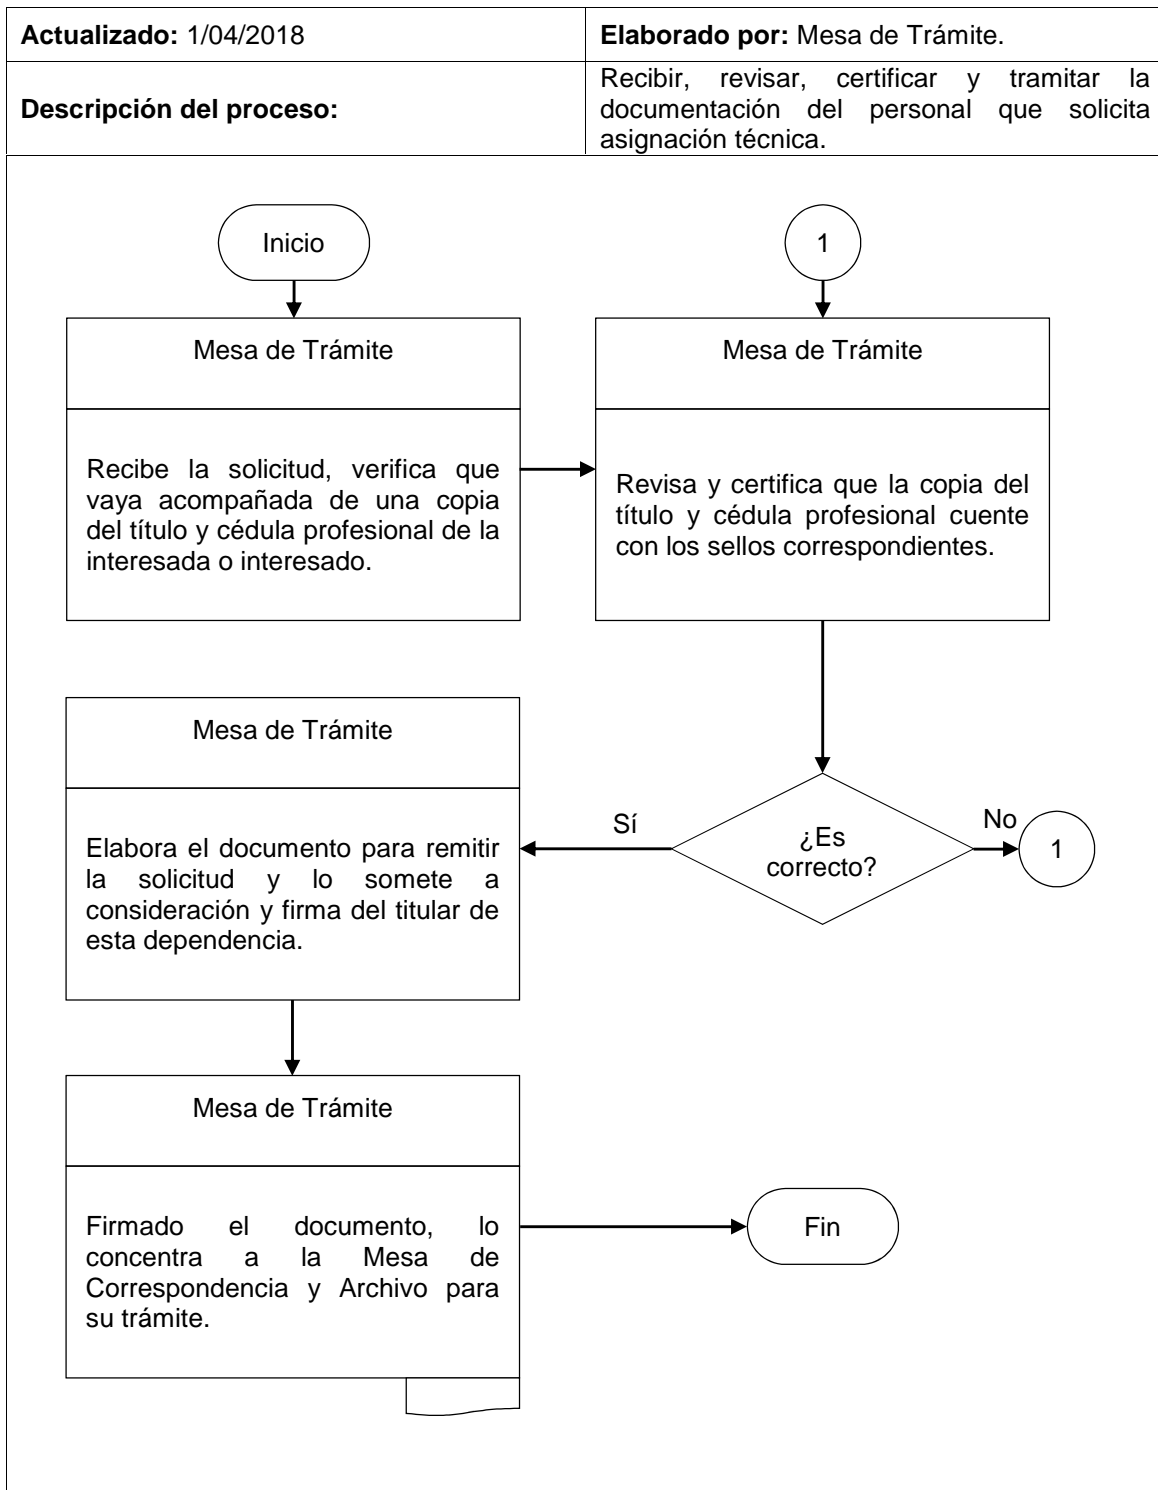 Actualizado: 1/04/2018
Elaborado por: Mesa de Trámite.
Descripción del proceso:
Recibir, revisar, certificar y tramitar la
documentación del personal que solicita
asignación técnica.
Inicio
1
Mesa de Trámite
Recibe la solicitud, verifica que
vaya acompañada de una copia
del título y cédula profesional de la
interesada o interesado.
Mesa de Trámite
Revisa y certifica que la copia del
título y cédula profesional cuente
con los sellos correspondientes.
¿Es
correcto?
Sí
No
1
Mesa de Trámite
Elabora el documento para remitir
la solicitud y lo somete a
consideración y firma del titular de
esta dependencia.
Mesa de Trámite
Firmado el documento, lo
concentra a la Mesa de
Correspondencia y Archivo para
su trámite.
Fin